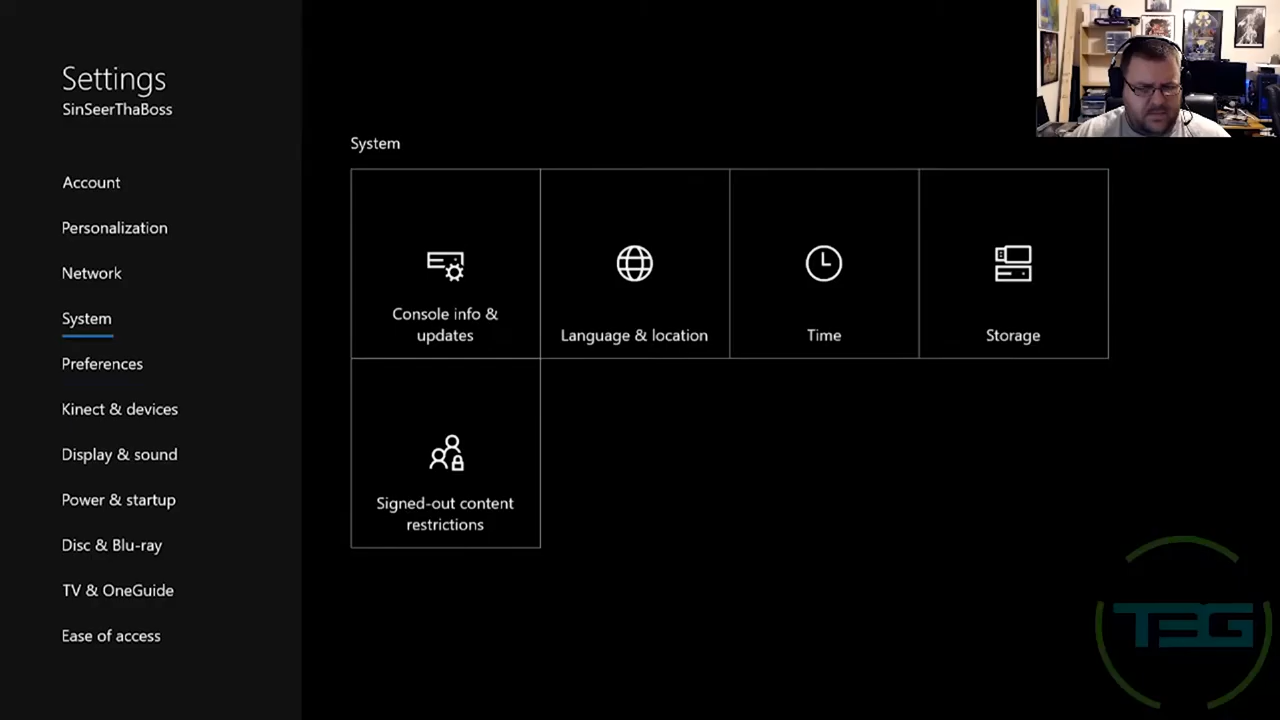 Settings
SinSeerThaBoss
Account
Personalization
Network
System
Preferences
Kinect & devices
Display & sound
Power & startup
Disc & Blu-ray
TV & OneGuide
Ease of access
System
Console info &
updates
Language & location
Time
Storage
Signed-out content
restrictions
TBG